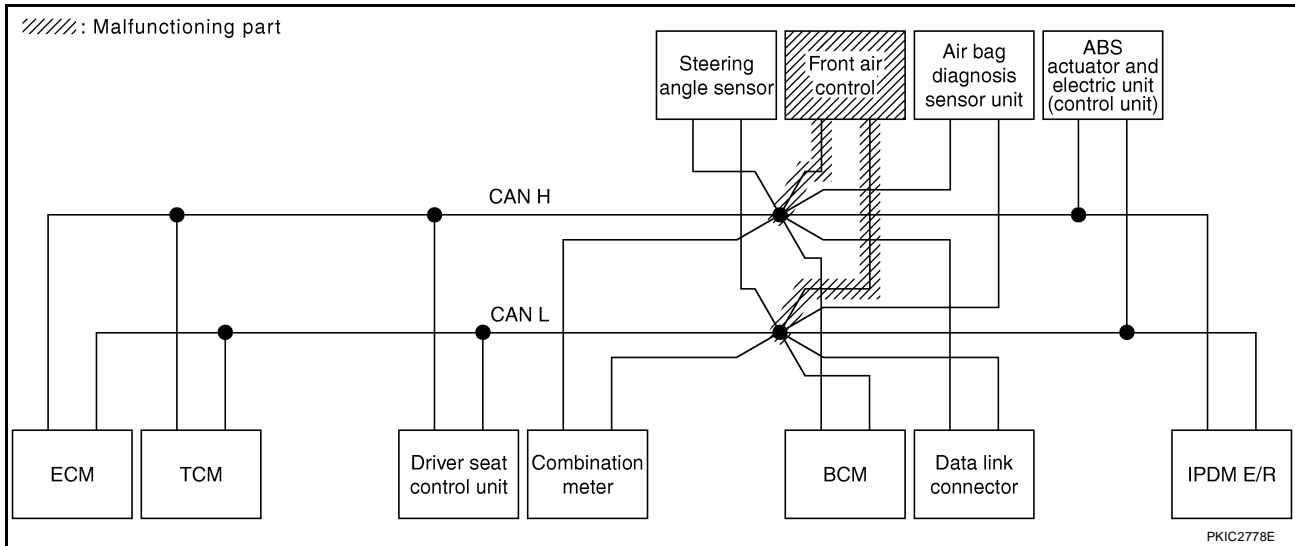 : Malfunctioning part
Steering
angle sensor
Front air
control
Air bag
diagnosis
sensor unit
ABS
actuator and
electric unit
(control unit)
CAN H
CAN L
ECM
TCM
Driver seat
control unit
Combination
meter
BCM
Data link
connector
IPDM E/R
PKIC2778E